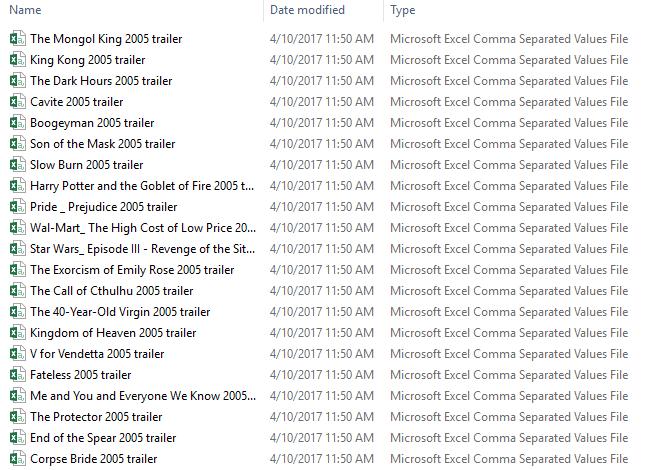 Name Date modified Type
The Mongol King 2005 trailer 4/10/2017 11:50 AM Microsoft Excel Comma Separated Values File
King Kong 2005 trailer 4/10/2017 11:50 AM Microsoft Excel Comma Separated Values File
The Dark Hours 2005 trailer 4/10/2017 11:50 AM Microsoft Excel Comma Separated Values File
Cavite 2005 trailer 4/10/2017 11:50 AM Microsoft Excel Comma Separated Values File
Boogeyman 2005 trailer 4/10/2017 11:50 AM Microsoft Excel Comma Separated Values File
Son of the Mask 2005 trailer 4/10/2017 11:50 AM Microsoft Excel Comma Separated Values File
Slow Burn 2005 trailer 4/10/2017 11:50 AM Microsoft Excel Comma Separated Values File
Harry Potter and the Goblet of Fire 2005 t... 4/10/2017 11:50 AM Microsoft Excel Comma Separated Values File
Pride _ Prejudice 2005 trailer 4/10/2017 11:50 AM Microsoft Excel Comma Separated Values File
Wal-Mart_ The High Cost of Low Price 20... 4/10/2017 11:50 AM Microsoft Excel Comma Separated Values File
Star Wars_ Episode III - Revenge of the Sit... 4/10/2017 11:50 AM Microsoft Excel Comma Separated Values File
The Exorcism of Emily Rose 2005 trailer 4/10/2017 11:50 AM Microsoft Excel Comma Separated Values File
The Call of Cthulhu 2005 trailer 4/10/2017 11:50 AM Microsoft Excel Comma Separated Values File
The 40-Year-Old Virgin 2005 trailer 4/10/2017 11:50 AM Microsoft Excel Comma Separated Values File
Kingdom of Heaven 2005 trailer 4/10/2017 11:50 AM Microsoft Excel Comma Separated Values File
V for Vendetta 2005 trailer 4/10/2017 11:50 AM Microsoft Excel Comma Separated Values File
Fateless 2005 trailer 4/10/2017 11:50 AM Microsoft Excel Comma Separated Values File
Me and You and Everyone We Know 2005... 4/10/2017 11:50 AM Microsoft Excel Comma Separated Values File
The Protector 2005 trailer 4/10/2017 11:50 AM Microsoft Excel Comma Separated Values File
End of the Spear 2005 trailer 4/10/2017 11:50 AM Microsoft Excel Comma Separated Values File
Corpse Bride 2005 trailer 4/10/2017 11:50 AM Microsoft Excel Comma Separated Values File